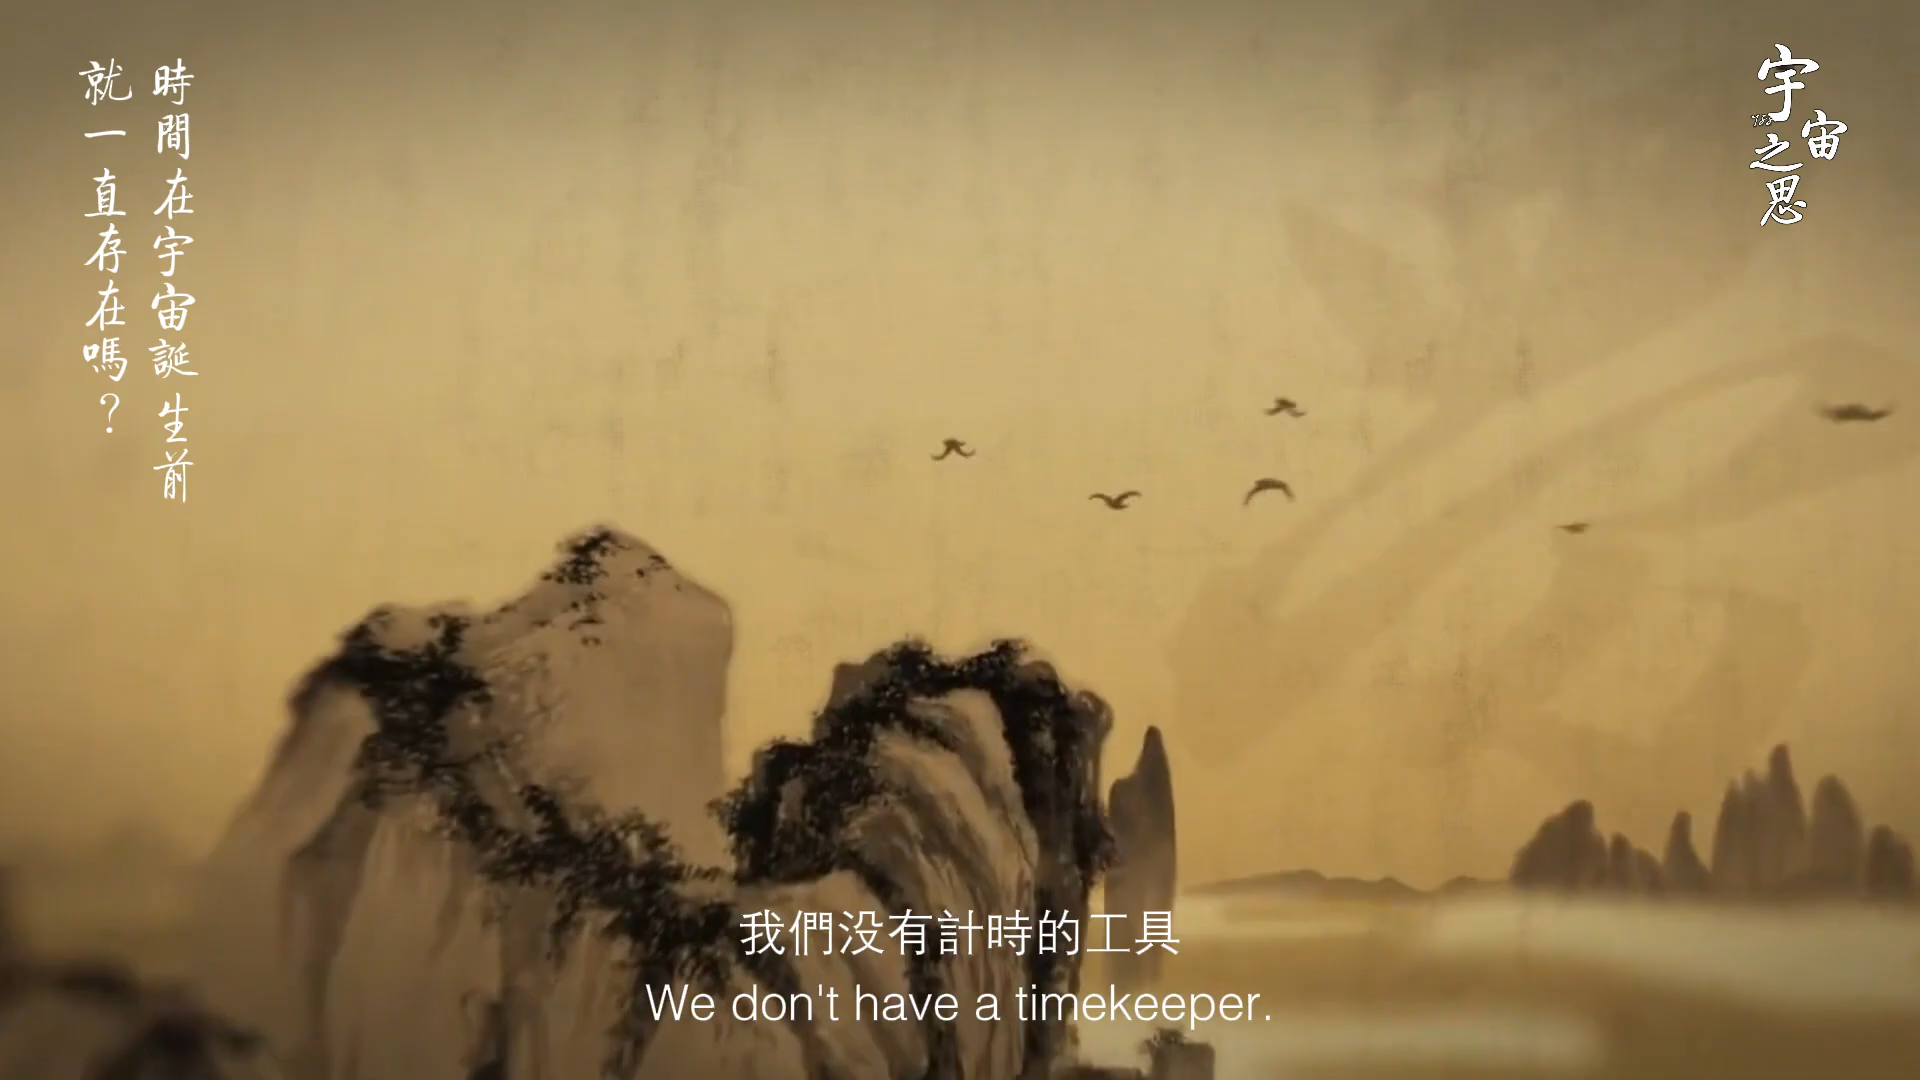 時間在宇宙誕生前
就一直存在嗎？
宇宙之思
我們没有計時的工具
We don't have a timekeeper.